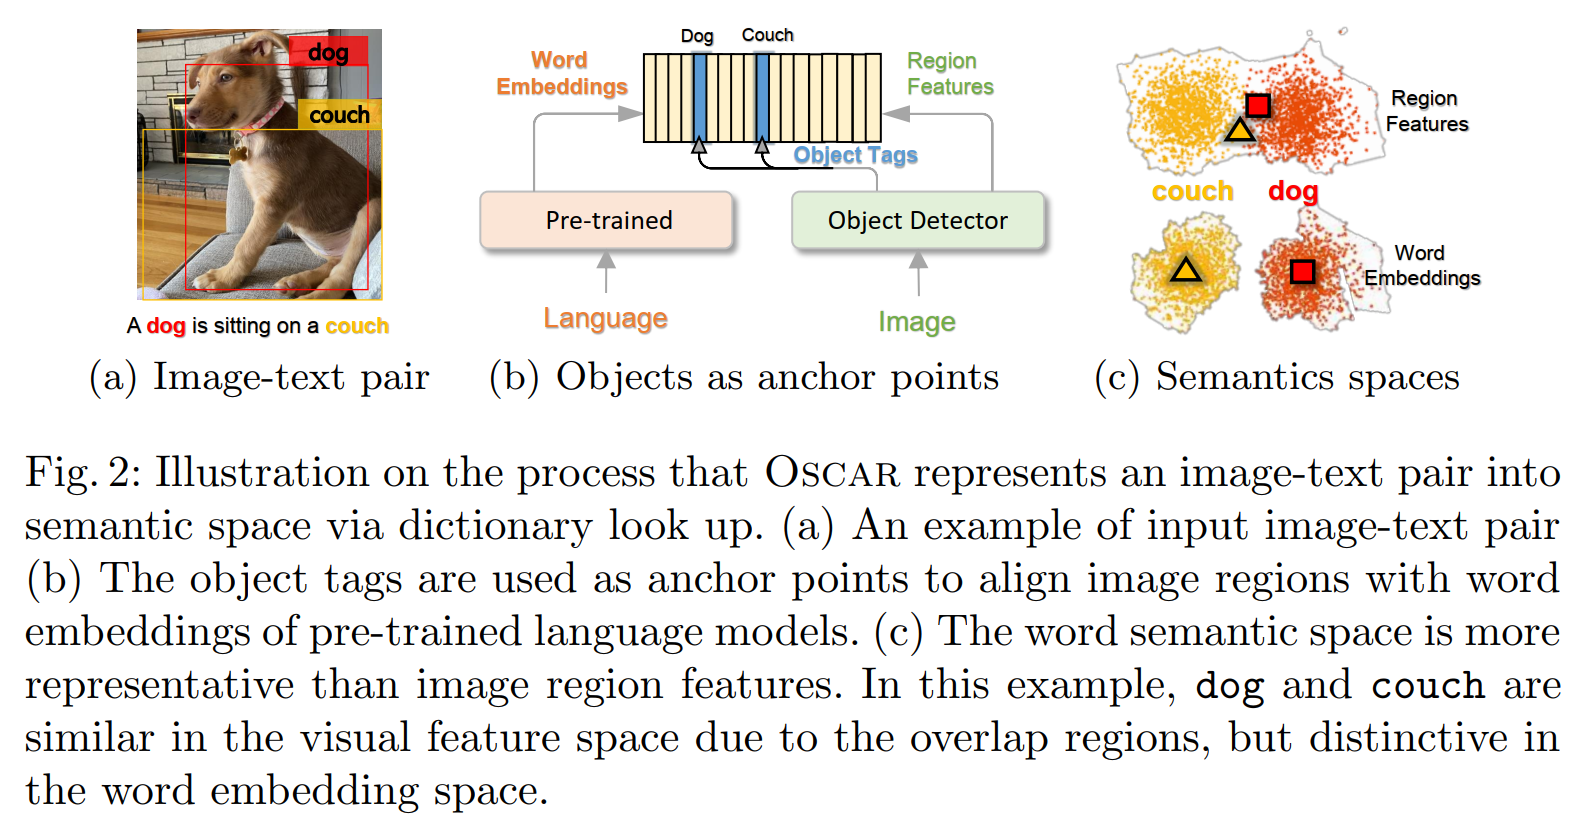 dog
couch
A dog is sitting on a couch
(a) Image-text pair
Dog
Couch
Word
Embeddings
Region
Features
Object Tags
Pre-trained
Object Detector
Language
Image
(b) Objects as anchor points
Region
Features
couch
dog
Word
Embeddings
(c) Semantics spaces
Fig. 2: Illustration on the process that OSCAR represents an image-text pair into
semantic space via dictionary look up. (a) An example of input image-text pair
(b) The object tags are used as anchor points to align image regions with word
embeddings of pre-trained language models. (c) The word semantic space is more
representative than image region features. In this example, dog and couch are
similar in the visual feature space due to the overlap regions, but distinctive in
the word embedding space.